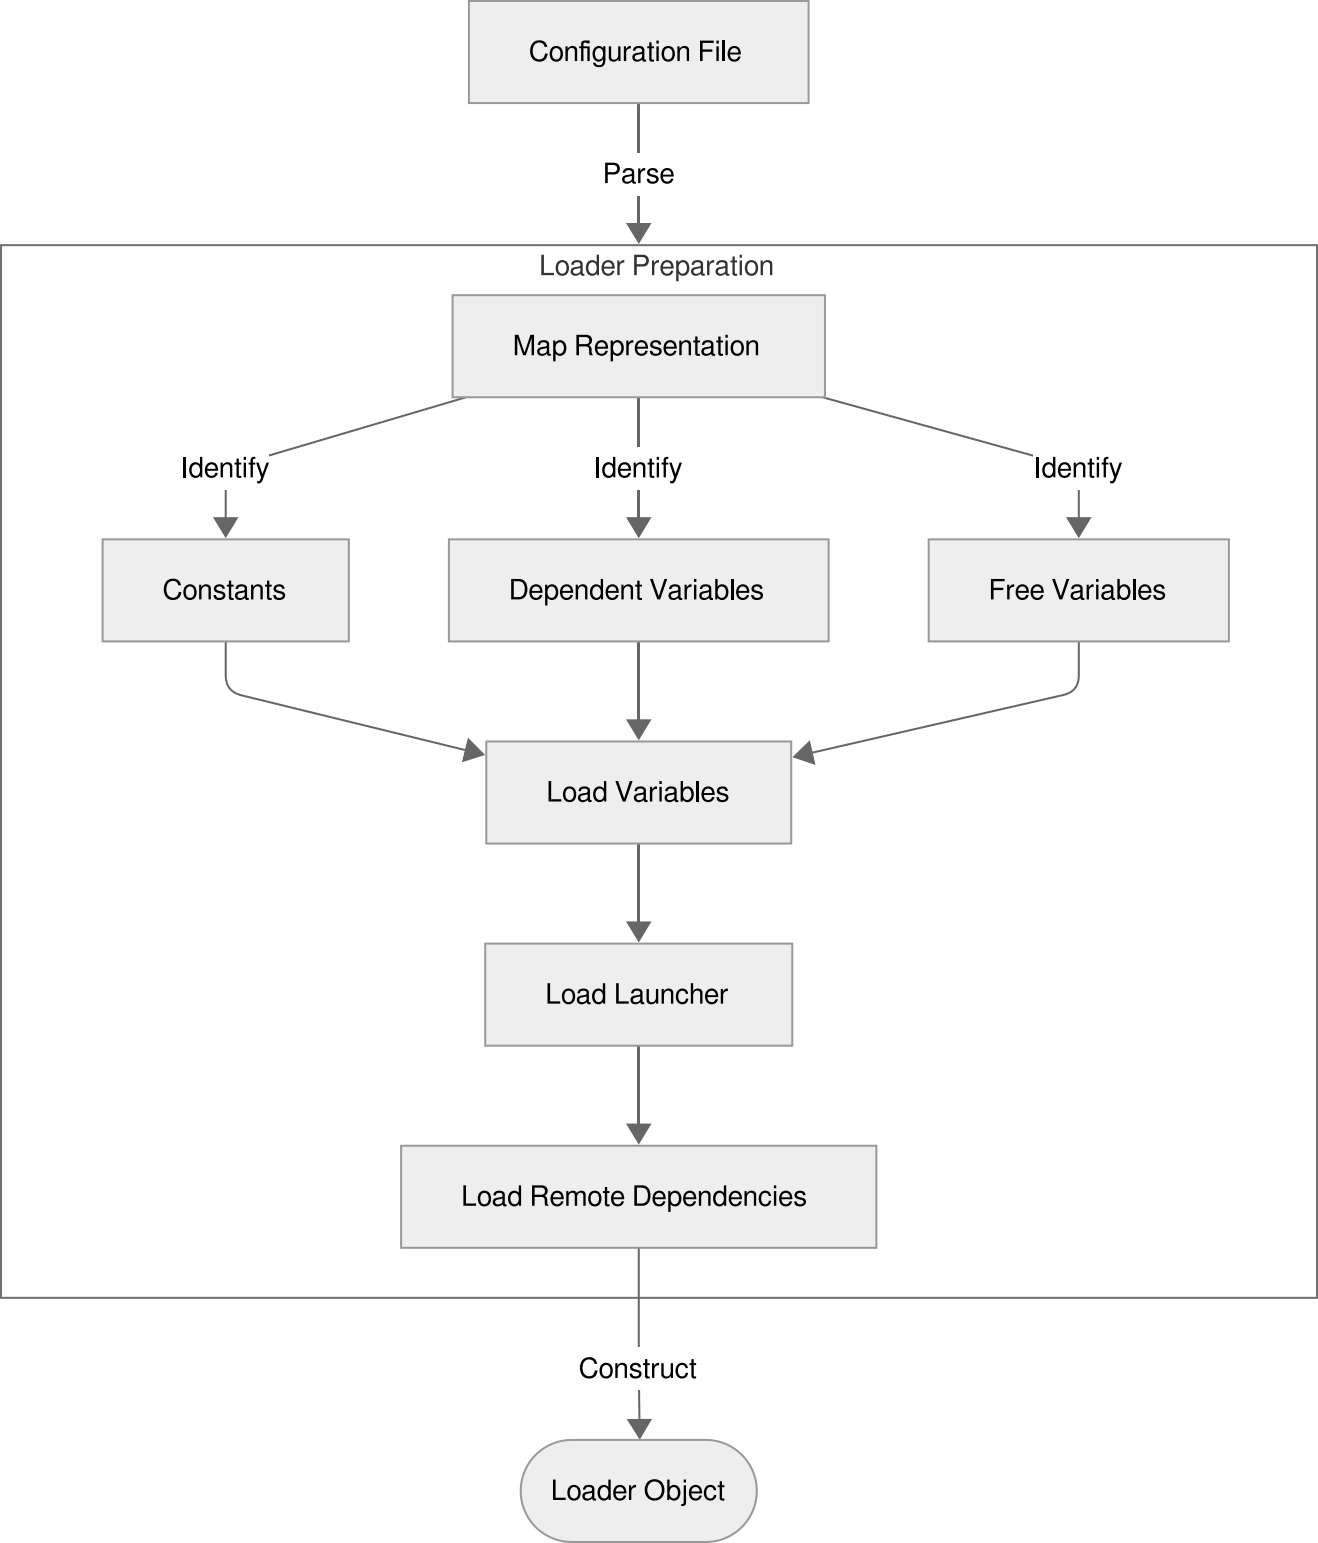 Configuration File
Parse
Loader Preparation
Map Representation
Identify
Identify
Identify
Constants
Dependent Variables
Free Variables
Load Variables
Load Launcher
Load Remote Dependencies
Construct
Loader Object